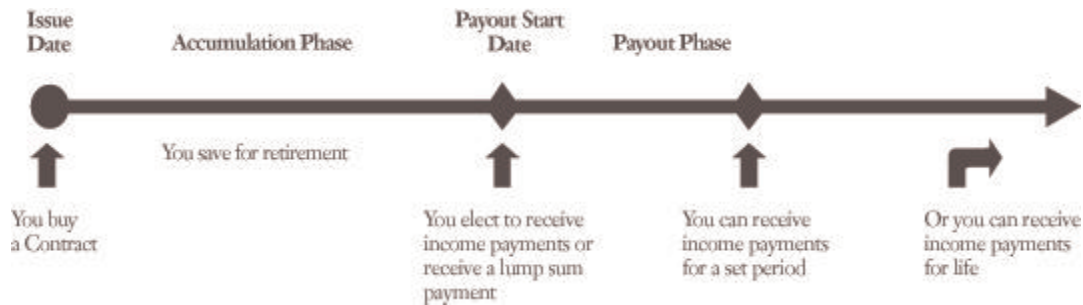 Issue
Date
Accumulation Phase
Payout Start
Date
Payout Phase
You save for retirement
You buy
a Contract
You elect to receive
income payments or
receive a lump sum
payment
You can receive
income payments
for a set period
Or you can receive
income payments
for life